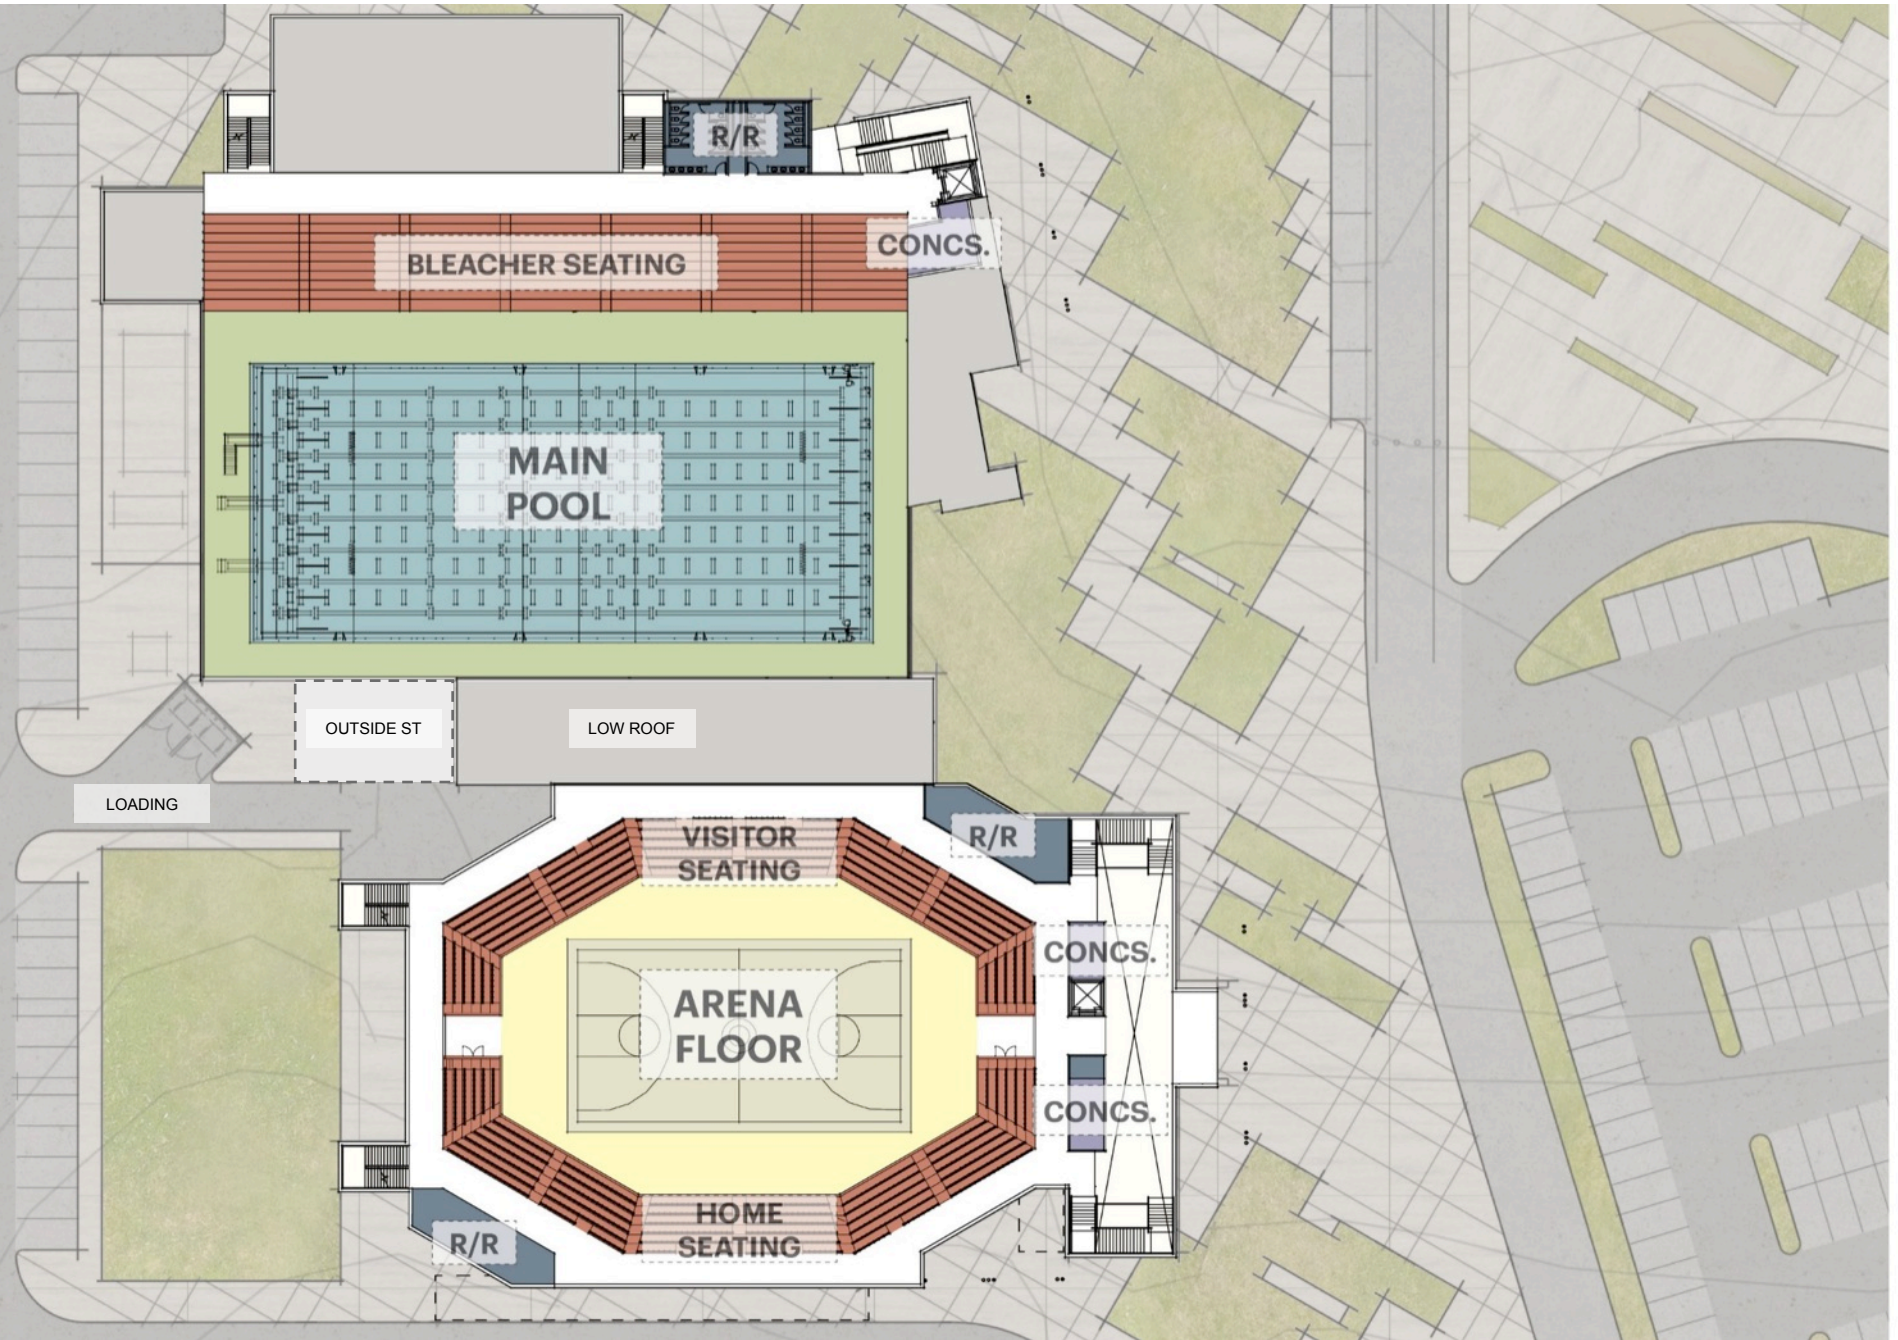 R/R
CONCS.
BLEACHER SEATING
MAIN
POOL
OUTSIDE ST
LOW ROOF
LOADING
VISITOR
SEATING
R/R
CONCS.
ARENA
FLOOR
CONCS.
HOME
SEATING
R/R